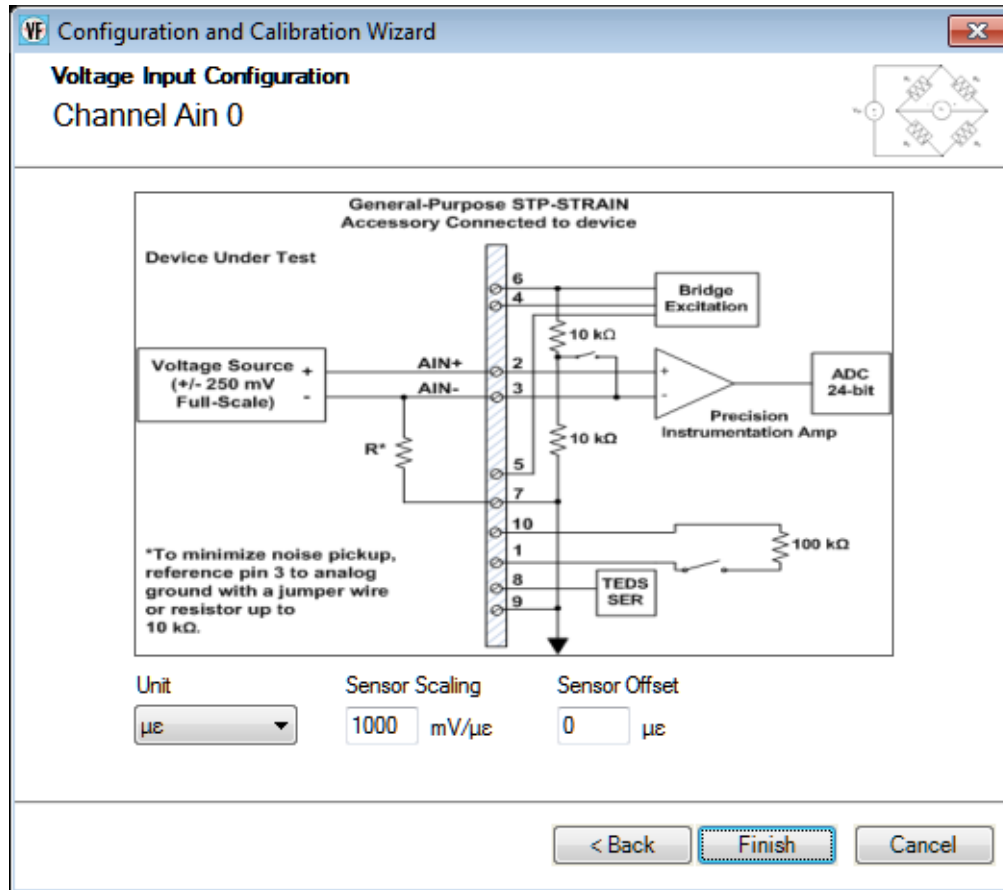 VF Configuration and Calibration Wizard
Voltage Input Configuration
Channel Ain 0
General-Purpose STP-STRAIN
Accessory Connected to device
Device Under Test
6
4
Bridge
Excitation
10 kΩ
Voltage Source +
(+/- 250 mV
Full-Scale) -
AIN+
2
AIN-
3
+
-
ADC
24-bit
Precision
Instrumentation Amp
10 kΩ
R*
5
7
10
100 kΩ
1
*To minimize noise pickup,
reference pin 3 to analog
ground with a jumper wire
or resistor up to
10 kΩ.
8
TEDS
SER
9
Unit
Sensor Scaling
Sensor Offset
με
1000 mV/με
0 με
< Back
Finish
Cancel